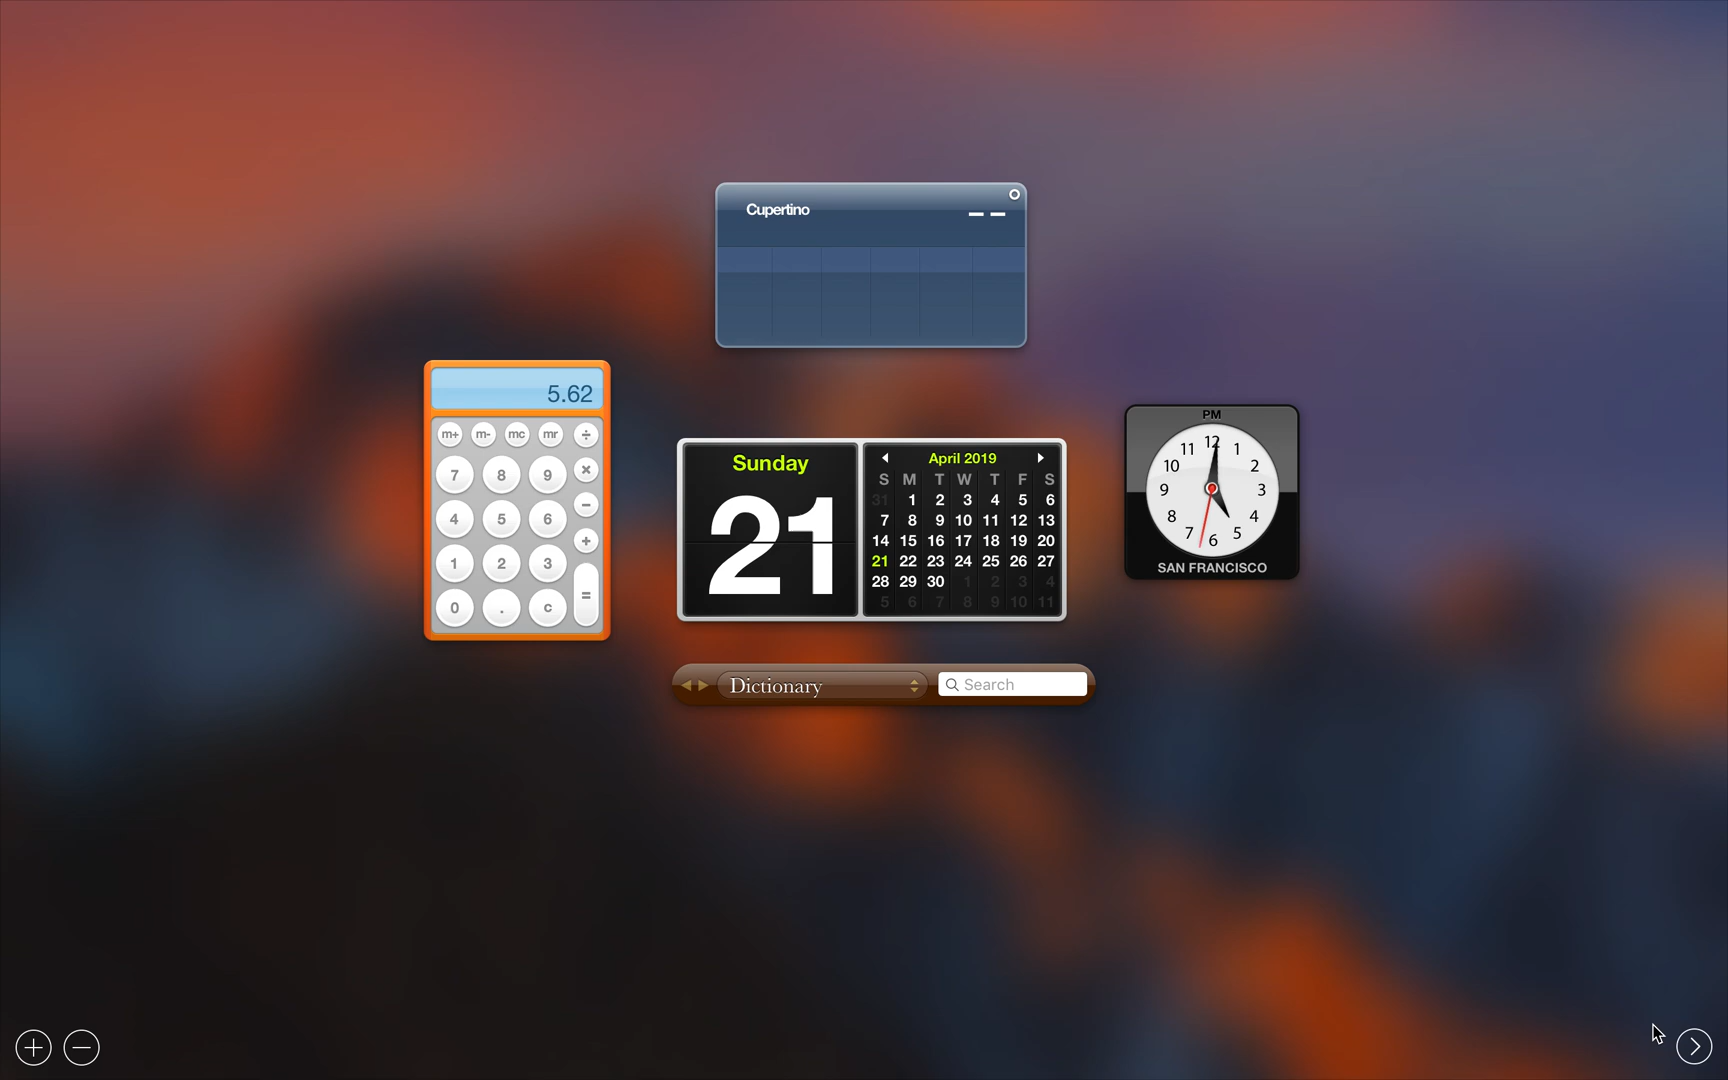 Cupertino
— —
5.62
m+ m- mc mr ÷
7 8 9 ×
4 5 6 −
1 2 3 +
0 . c =
Sunday
21
April 2019
S M T W T F S
31 1 2 3 4 5 6
7 8 9 10 11 12 13
14 15 16 17 18 19 20
21 22 23 24 25 26 27
28 29 30 1 2 3 4
5 6 7 8 9 10 11
PM
12 1 2 3 4 5 6 7 8 9 10 11
SAN FRANCISCO
Dictionary
Search